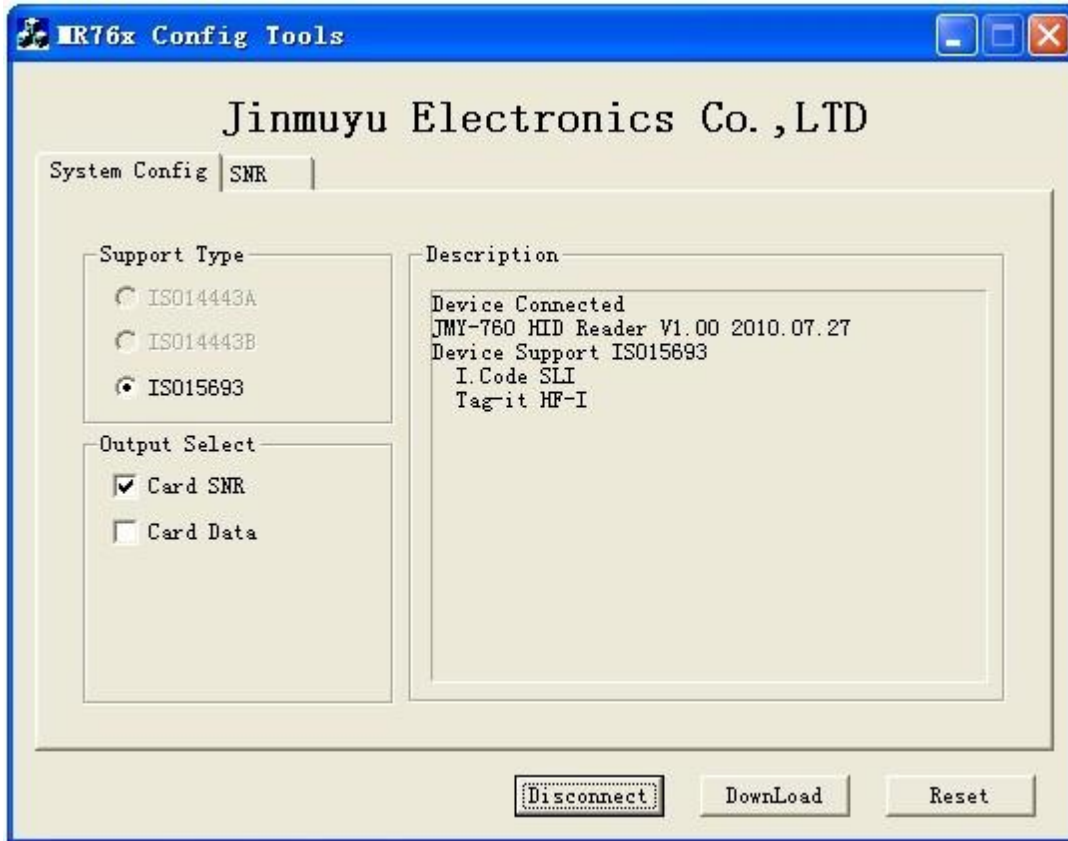 MR76x Config Tools
Jinmuyu Electronics Co.,LTD
System Config
SNR
Support Type
ISO14443A
ISO14443B
ISO15693
Output Select
Card SNR
Card Data
Description
Device Connected
JMY-760 HID Reader V1.00 2010.07.27
Device Support ISO15693
I.Code SLI
Tag-it HF-I
Disconnect
DownLoad
Reset